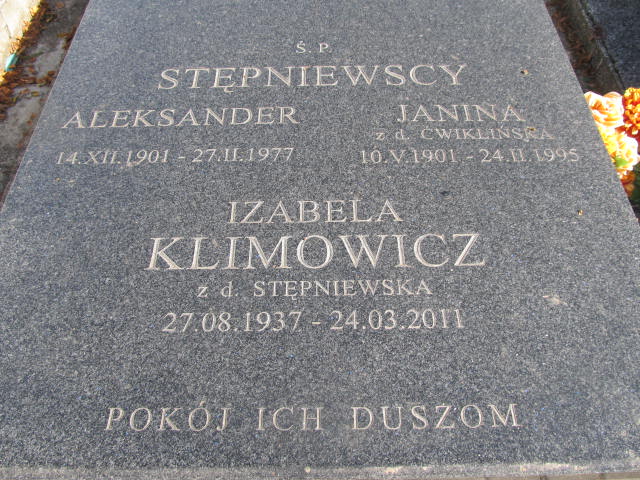 Ś. P.
STĘPNIEWSCY
ALEKSANDER JANINA
z d. ĆWIKLIŃSKA
14.XII.1901 - 27.II.1977 10.V.1901 - 24.II.1995
IZABELA
KLIMOWICZ
z d. STĘPNIEWSKA
27.08.1937 - 24.03.2011
POKÓJ ICH DUSZOM